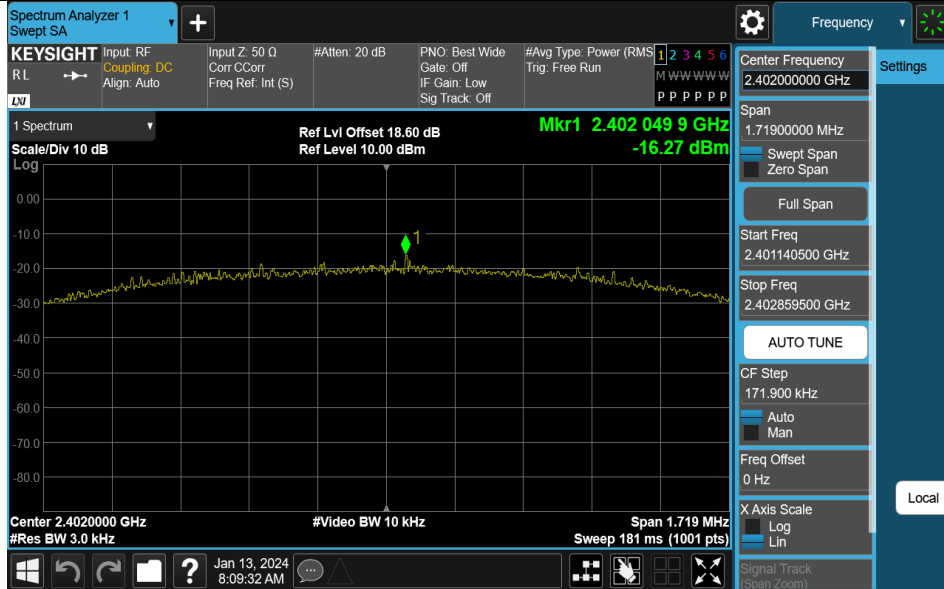 Spectrum Analyzer 1
Swept SA
+
Frequency
KEYSIGHT
R L
LXI
Input: RF
Coupling: DC
Align: Auto
Input Z: 50 Ω
Corr CCorr
Freq Ref: Int (S)
#Atten: 20 dB
PNO: Best Wide
Gate: Off
IF Gain: Low
Sig Track: Off
#Avg Type: Power (RMS
Trig: Free Run
1 2 3 4 5 6
M W W W W W
P P P P P P
Center Frequency
2.402000000 GHz
Settings
Span
1.71900000 MHz
Swept Span
Zero Span
Full Span
Start Freq
2.401140500 GHz
Stop Freq
2.402859500 GHz
AUTO TUNE
CF Step
171.900 kHz
Auto
Man
Freq Offset
0 Hz
X Axis Scale
Log
Lin
Signal Track
(Span Zoom)
Local
1 Spectrum
Scale/Div 10 dB
Log
Ref Lvl Offset 18.60 dB
Ref Level 10.00 dBm
Mkr1 2.402 049 9 GHz
-16.27 dBm
1
0.00
-10.0
-20.0
-30.0
-40.0
-50.0
-60.0
-70.0
-80.0
Center 2.4020000 GHz
#Res BW 3.0 kHz
#Video BW 10 kHz
Span 1.719 MHz
Sweep 181 ms (1001 pts)
?
Jan 13, 2024
8:09:32 AM